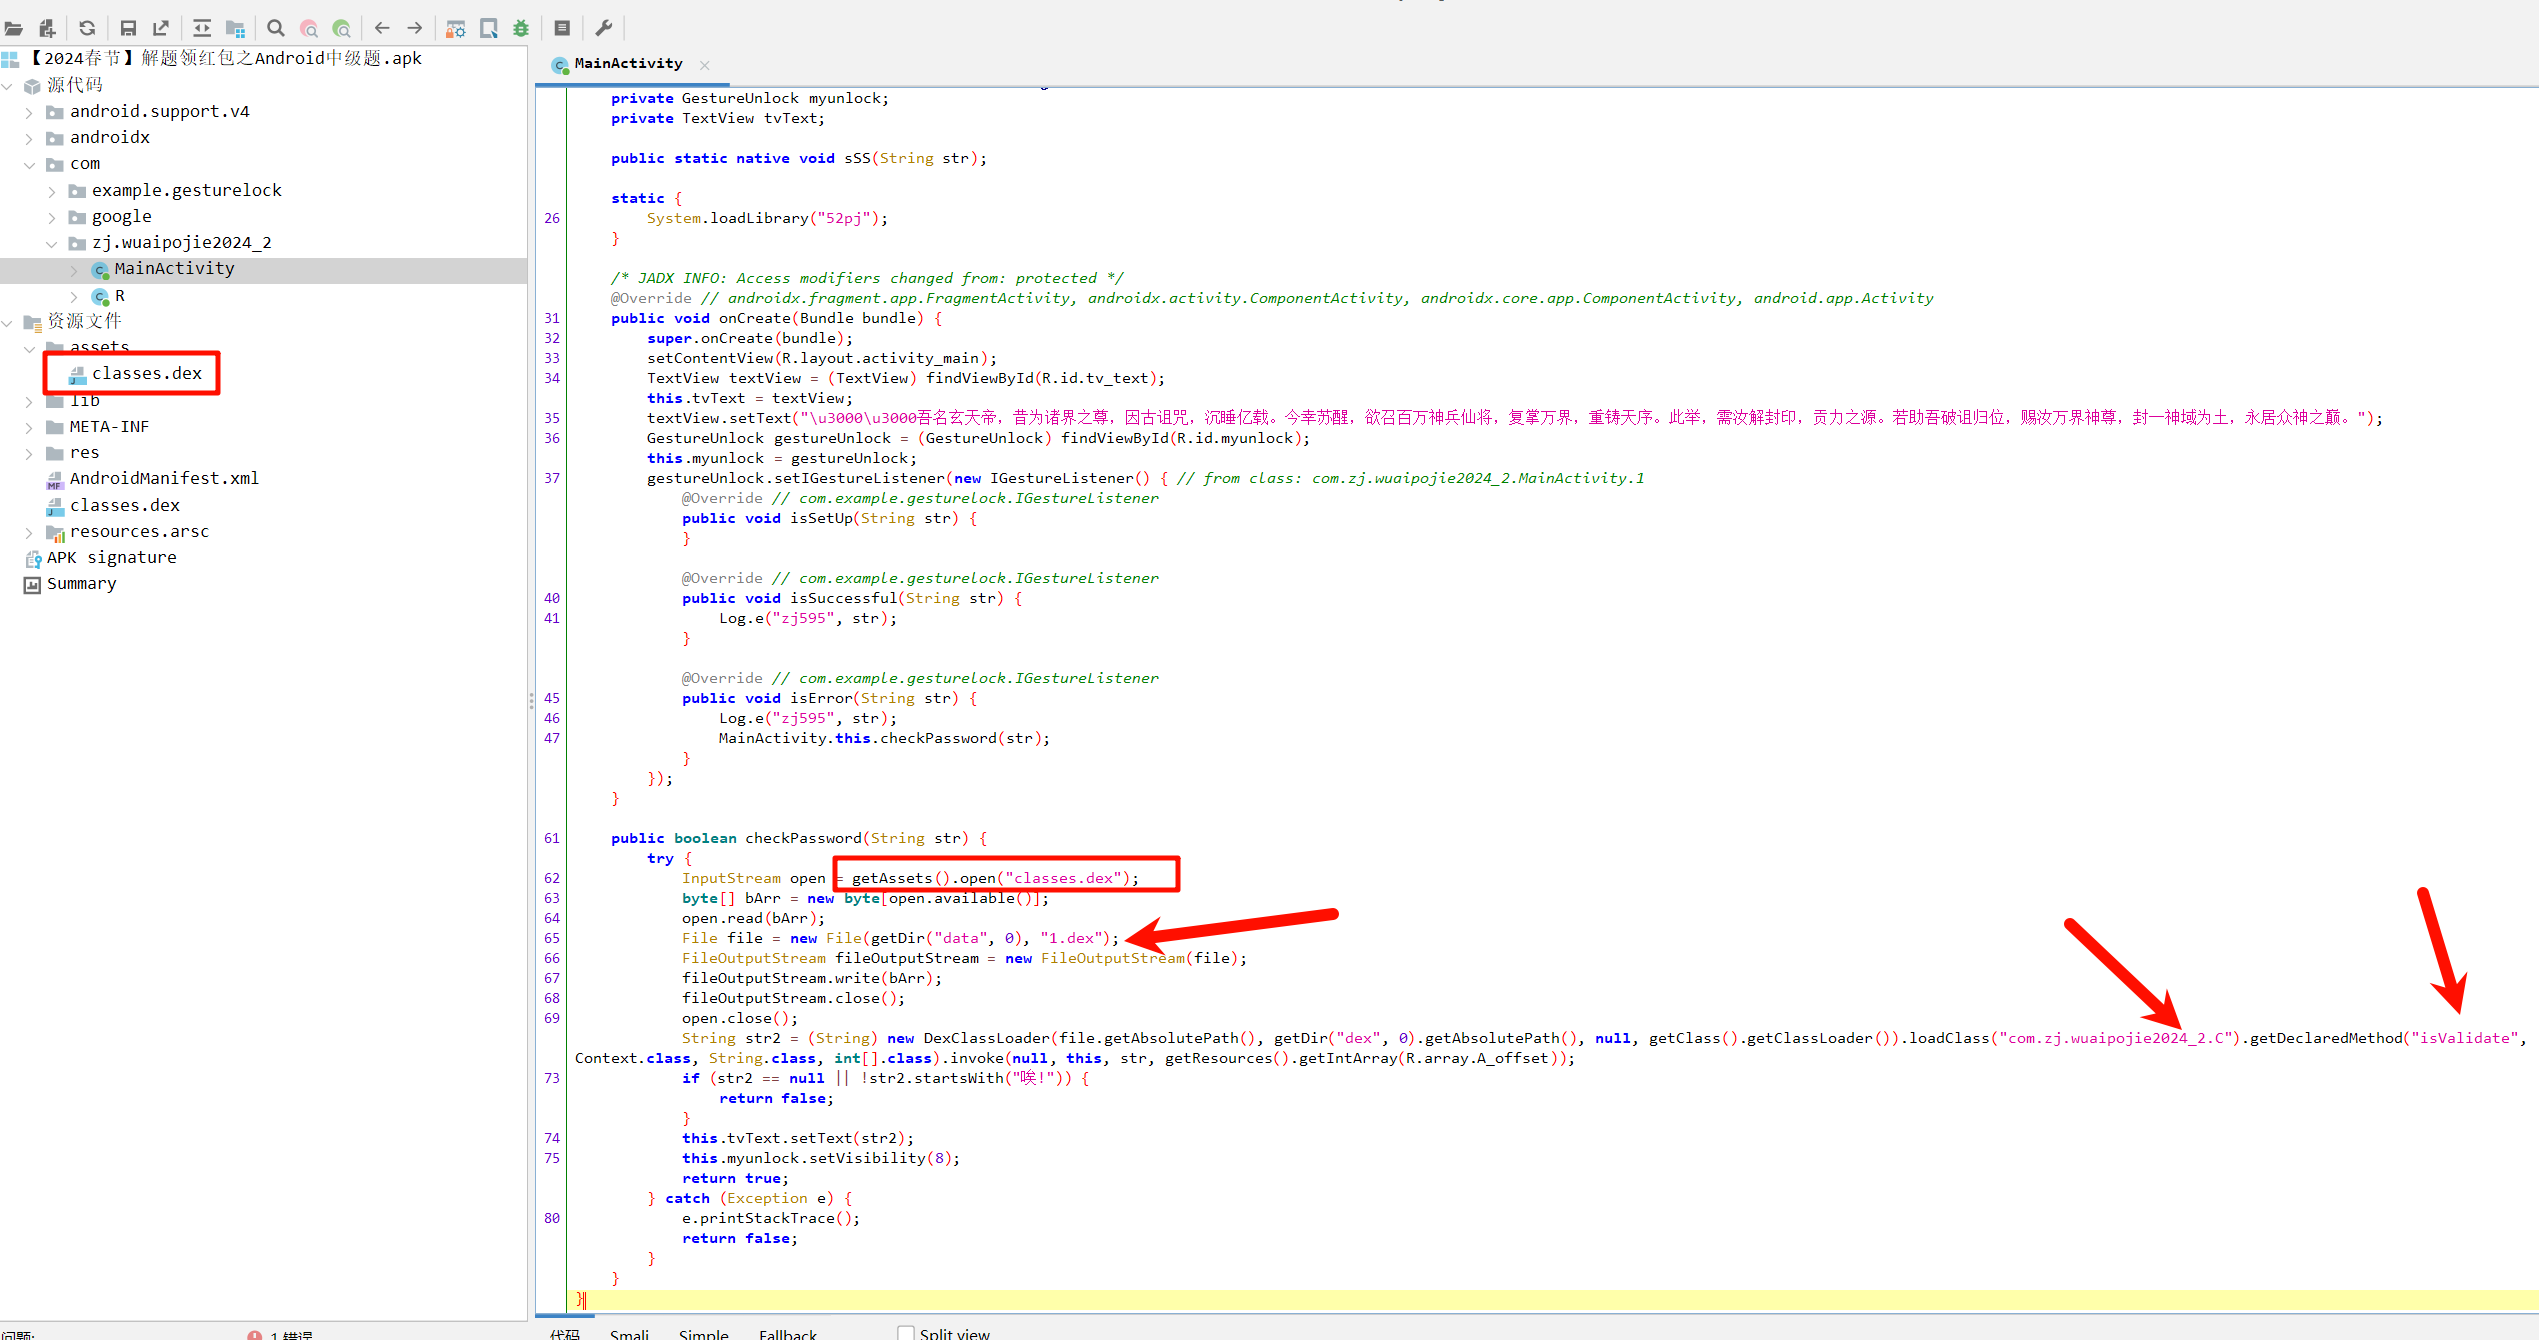 【2024春节】解题领红包之Android中级题.apk
源代码
android.support.v4
androidx
com
example.gesturelock
google
zj.wuaipojie2024_2
MainActivity
R
资源文件
assets
classes.dex
lib
META-INF
res
AndroidManifest.xml
classes.dex
resources.arsc
APK signature
Summary
问题:
1 错误
MainActivity
private GestureUnlock myunlock;
private TextView tvText;
public static native void sSS(String str);
static {
26 System.loadLibrary("52pj");
}
/* JADX INFO: Access modifiers changed from: protected */
@Override // androidx.fragment.app.FragmentActivity, androidx.activity.ComponentActivity, androidx.core.app.ComponentActivity, android.app.Activity
31 public void onCreate(Bundle bundle) {
32 super.onCreate(bundle);
33 setContentView(R.layout.activity_main);
34 TextView textView = (TextView) findViewById(R.id.tv_text);
this.tvText = textView;
35 textView.setText("\u3000\u3000吾名玄天帝，昔为诸界之尊，因古诅咒，沉睡亿载。今幸苏醒，欲召百万神兵仙将，复掌万界，重铸天序。此举，需汝解封印，贡力之源。若助吾破诅归位，赐汝万界神尊，封一神域为土，永居众神之巅。");
36 GestureUnlock gestureUnlock = (GestureUnlock) findViewById(R.id.myunlock);
this.myunlock = gestureUnlock;
37 gestureUnlock.setIGestureListener(new IGestureListener() { // from class: com.zj.wuaipojie2024_2.MainActivity.1
@Override // com.example.gesturelock.IGestureListener
public void isSetUp(String str) {
}
@Override // com.example.gesturelock.IGestureListener
40 public void isSuccessful(String str) {
41 Log.e("zj595", str);
}
@Override // com.example.gesturelock.IGestureListener
45 public void isError(String str) {
46 Log.e("zj595", str);
47 MainActivity.this.checkPassword(str);
}
});
}
61 public boolean checkPassword(String str) {
try {
62 InputStream open = getAssets().open("classes.dex");
63 byte[] bArr = new byte[open.available()];
64 open.read(bArr);
65 File file = new File(getDir("data", 0), "1.dex");
66 FileOutputStream fileOutputStream = new FileOutputStream(file);
67 fileOutputStream.write(bArr);
68 fileOutputStream.close();
69 open.close();
String str2 = (String) new DexClassLoader(file.getAbsolutePath(), getDir("dex", 0).getAbsolutePath(), null, getClass().getClassLoader()).loadClass("com.zj.wuaipojie2024_2.C").getDeclaredMethod("isValidate",
Context.class, String.class, int[].class).invoke(null, this, str, getResources().getIntArray(R.array.A_offset));
73 if (str2 == null || !str2.startsWith("唉!")) {
return false;
}
74 this.tvText.setText(str2);
75 this.myunlock.setVisibility(8);
return true;
} catch (Exception e) {
80 e.printStackTrace();
return false;
}
}
}
代码 Smali Simple Fallback Split view